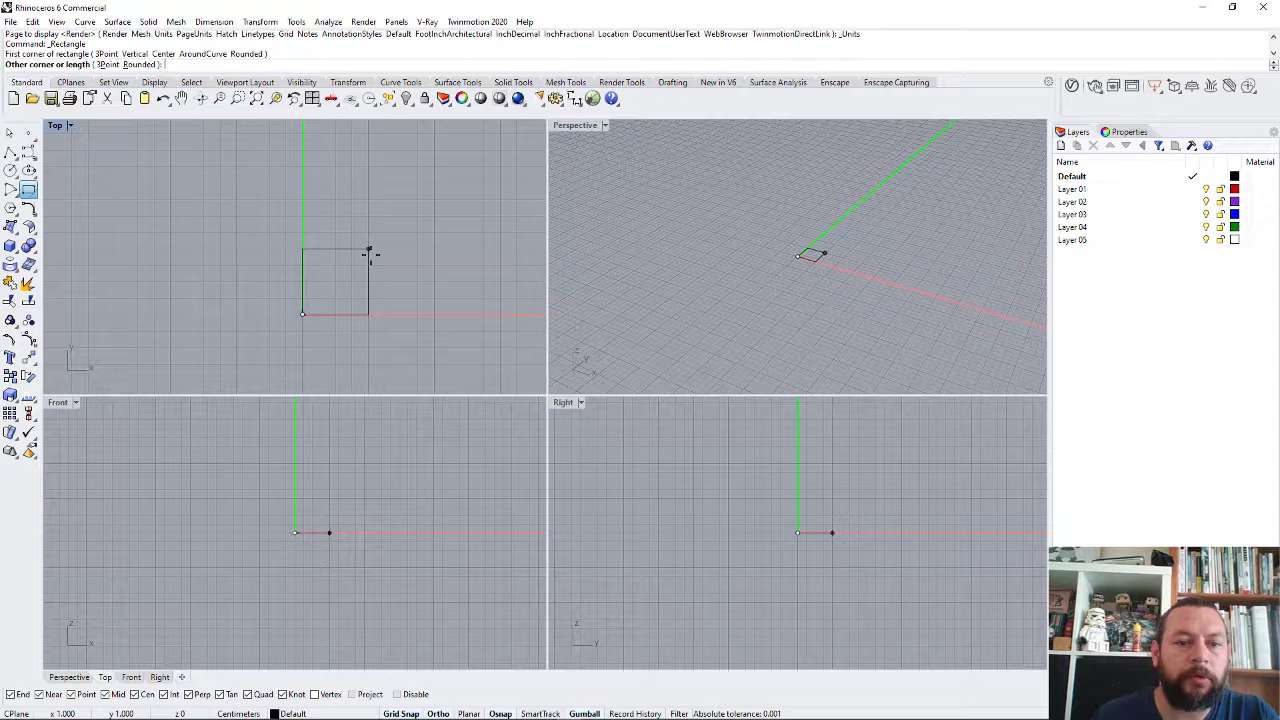 Rhinoceros 6 Commercial
File Edit View Curve Surface Solid Mesh Dimension Transform Tools Analyze Render Panels V-Ray Twinmotion 2020 Help
Page to display <Render> ( Render Mesh Units PageUnits Hatch Linetypes Grid Notes AnnotationStyles Default FootInchArchitectural InchDecimal InchFractional Location DocumentUserText WebBrowser TwinmotionDirectLink ): _Units
Command: _Rectangle
First corner of rectangle ( 3Point Vertical Center AroundCurve Rounded )
Other corner or length ( 3Point Rounded ):
Standard CPlanes Set View Display Select Viewport Layout Visibility Transform Curve Tools Surface Tools Solid Tools Mesh Tools Render Tools Drafting New in V6 Surface Analysis Enscape Enscape Capturing
Top
Perspective
Layers Properties
Name Material
Default
Layer 01
Layer 02
Layer 03
Layer 04
Layer 05
y
x
z
y
x
Front
Right
z
x
z
y
Perspective Top Front Right
End Near Point Mid Cen Int Perp Tan Quad Knot Vertex Project Disable
CPlane x 1.000 y 1.000 z 0 Centimeters Default Grid Snap Ortho Planar Osnap SmartTrack Gumball Record History Filter Absolute tolerance: 0.001